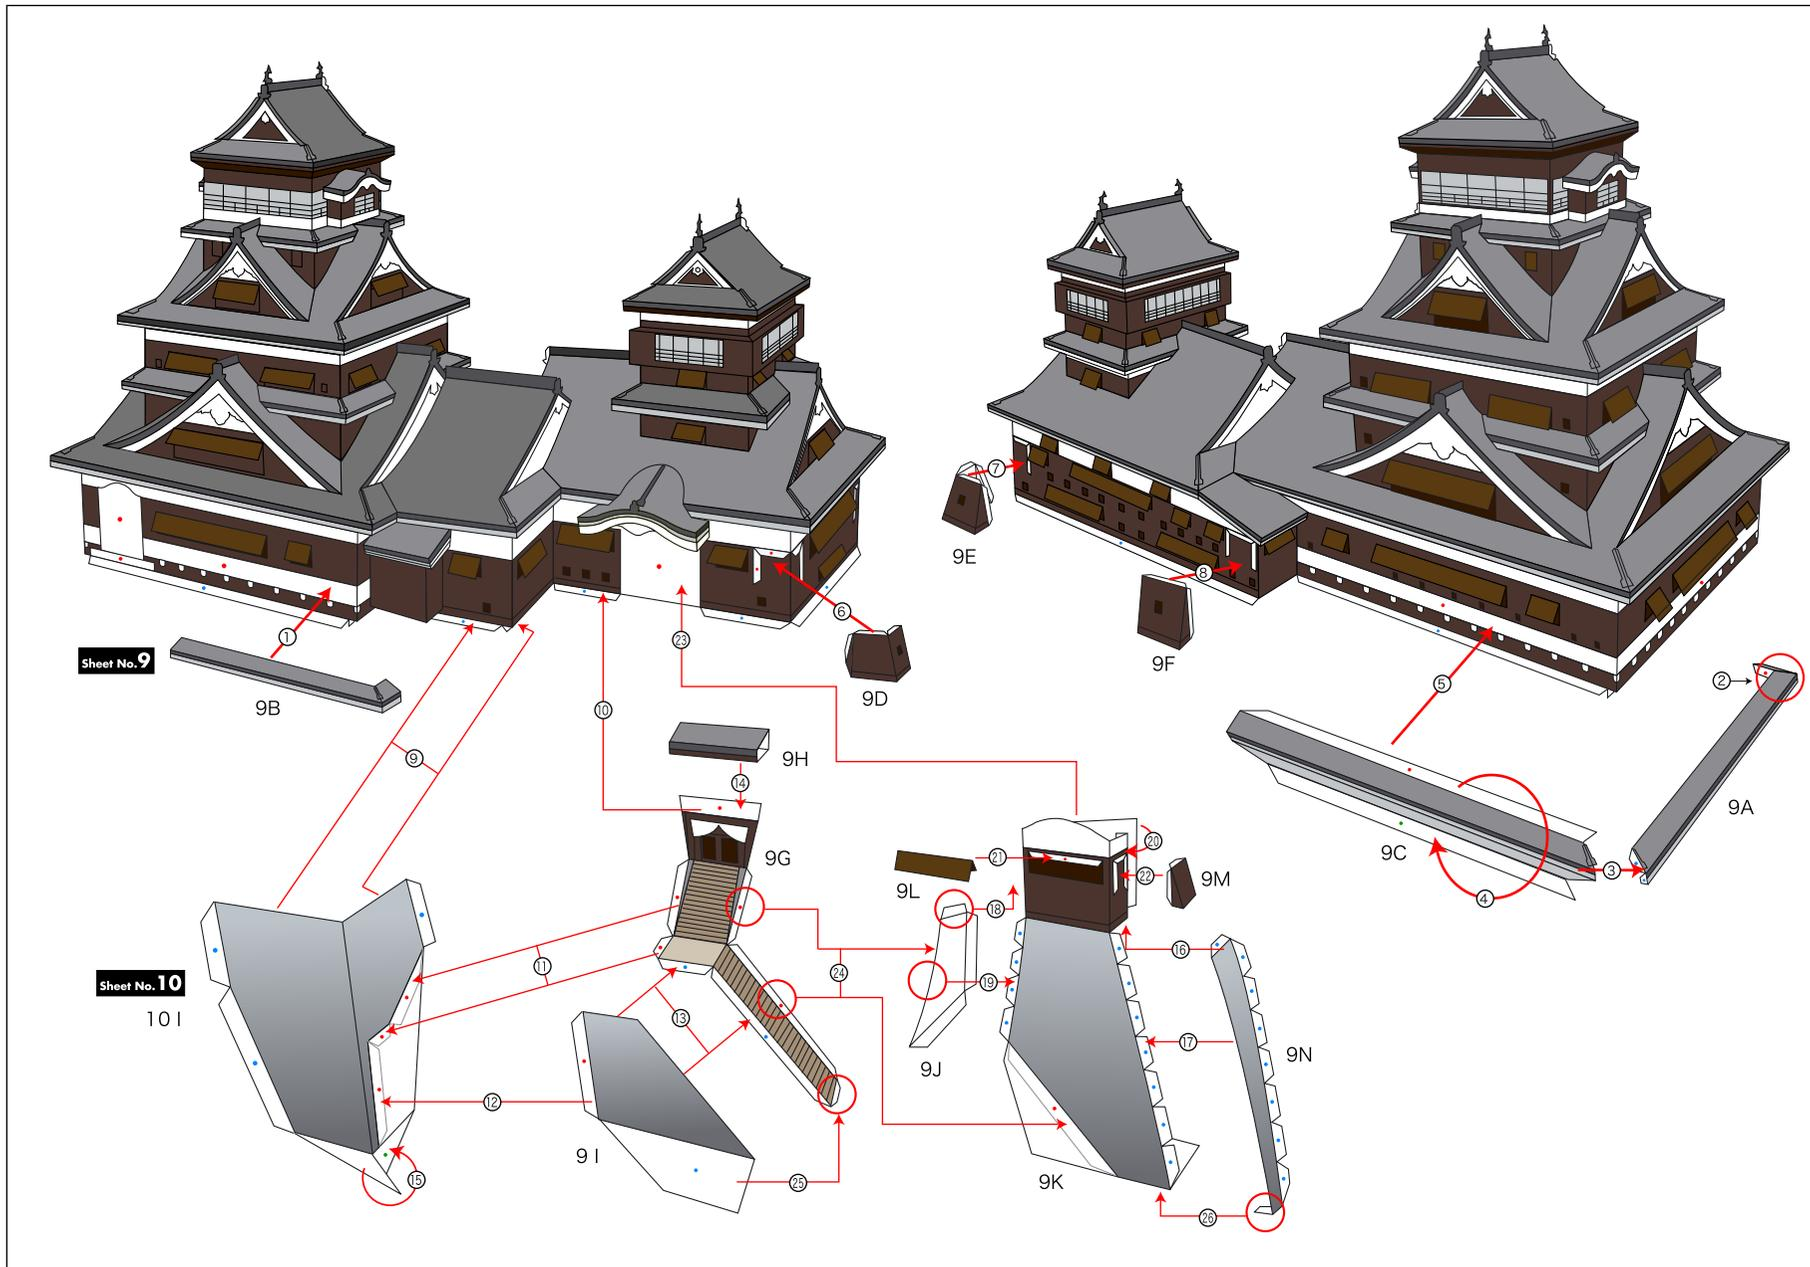 ⑦
9E
⑧
9F
⑥
9D
①
㉓
Sheet No.9
9B
⑩
⑨
9H
⑭
⑤
②
9A
9C
③
④
9G
9L
㉑
⑳
㉒
9M
⑱
⑪
㉔
⑲
⑯
Sheet No.10
10I
⑬
⑰
9N
9J
⑫
9I
㉕
9K
⑮
㉖